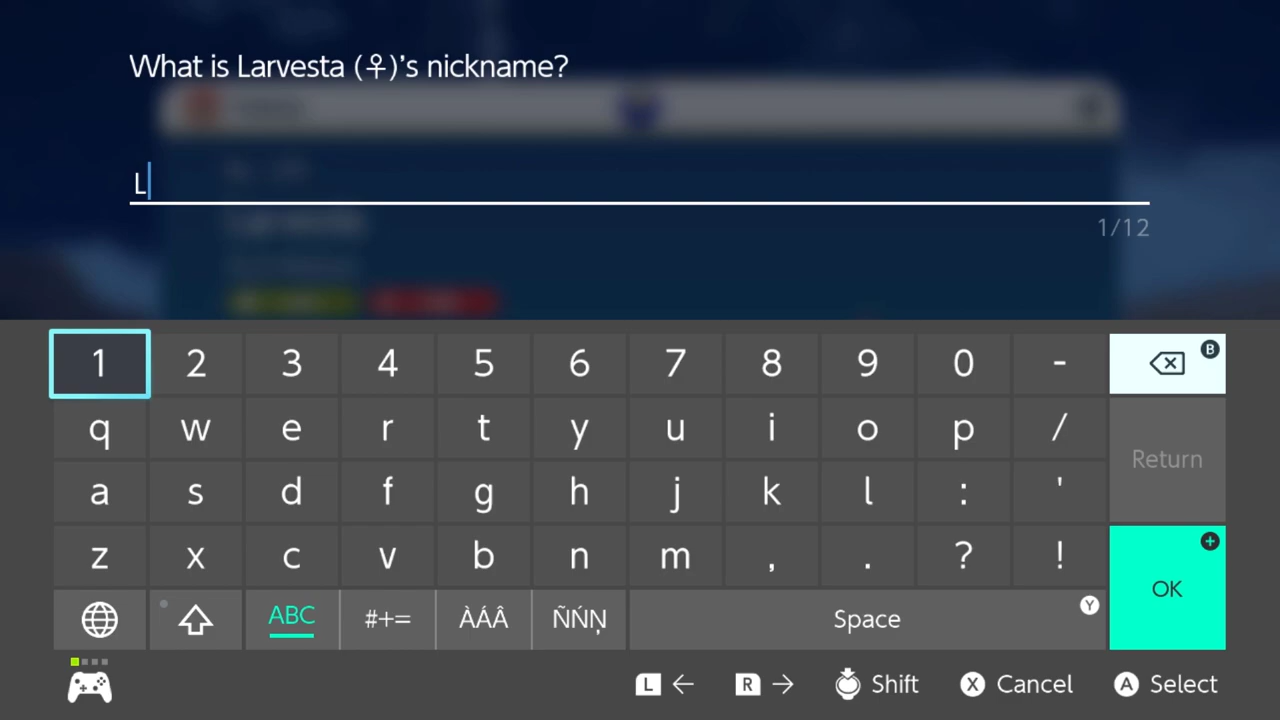 What is Larvesta (♀)'s nickname?
L
1/12
1 2 3 4 5 6 7 8 9 0 - B
q w e r t y u i o p / Return
a s d f g h j k l : '
z x c v b n m , . ? ! OK +
ABC #+= ÀÁÂ ÑŃŅ Space Y
L ← R → Shift X Cancel A Select